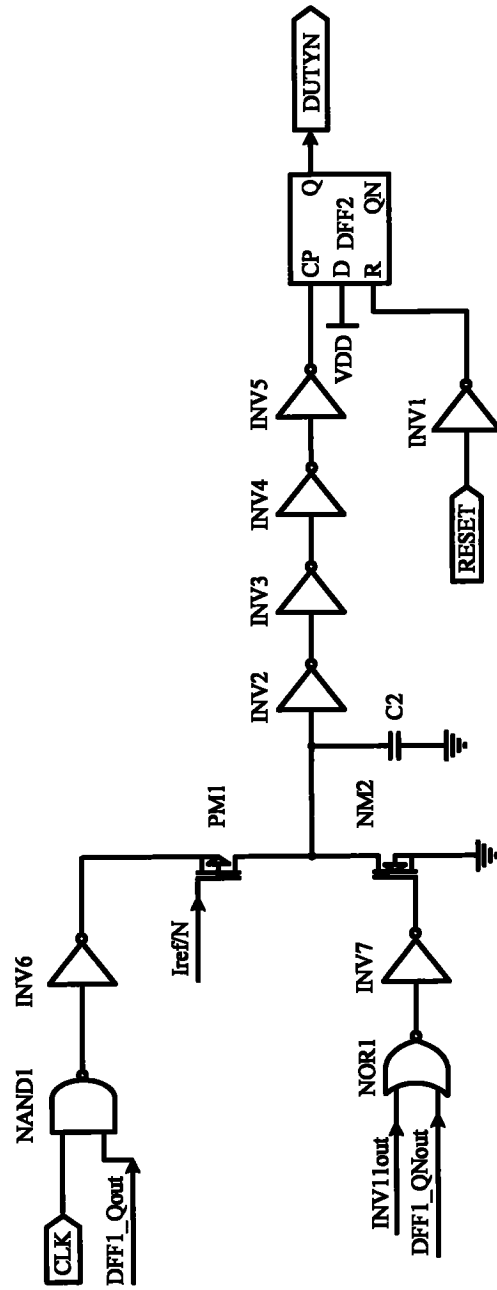 CLK
DFF1_Qout
NAND1
INV6
Iref/N
PM1
INV11out
DFF1_QNout
NOR1
INV7
NM2
C2
INV2
INV3
INV4
INV5
VDD
CP
D
R
DFF2
Q
QN
DUTYN
RESET
INV1